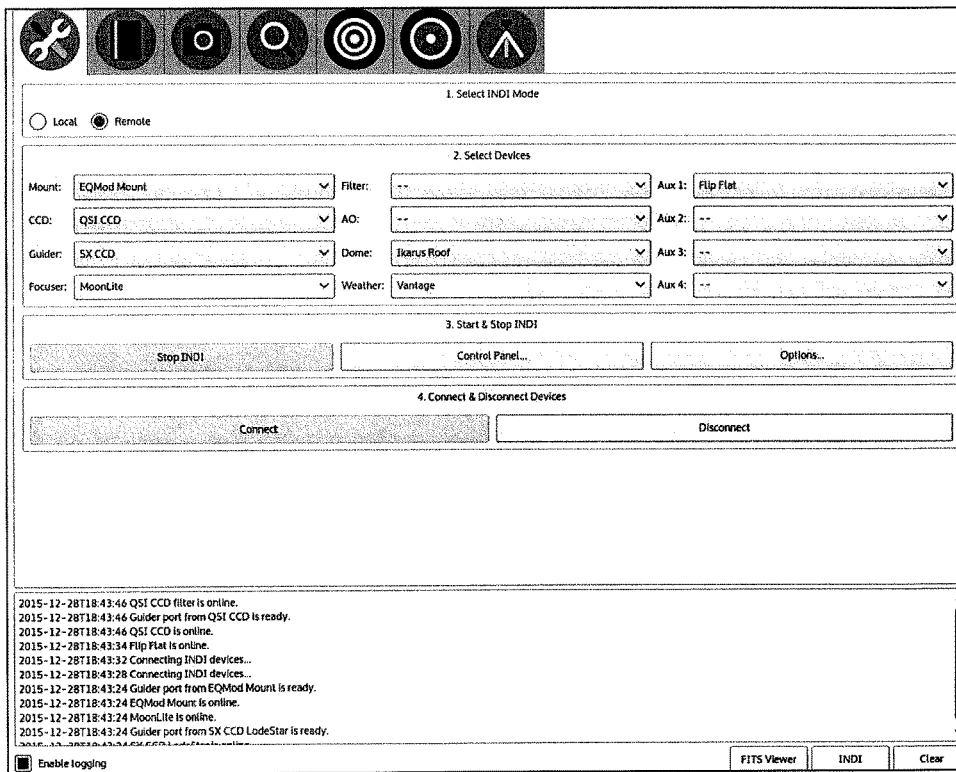 1. Select INDI Mode
Local Remote
2. Select Devices
Mount: EQMod Mount Filter: -- Aux 1: Flip Flat
CCD: QSI CCD AO: -- Aux 2: --
Guider: SX CCD Dome: Ikarus Roof Aux 3: --
Focuser: MoonLite Weather: Vantage Aux 4: --
3. Start & Stop INDI
Stop INDI Control Panel... Options...
4. Connect & Disconnect Devices
Connect Disconnect
2015-12-28T18:43:46 QSI CCD filter is online.
2015-12-28T18:43:46 Guider port from QSI CCD is ready.
2015-12-28T18:43:46 QSI CCD is online.
2015-12-28T18:43:34 Flip Flat is online.
2015-12-28T18:43:32 Connecting INDI devices...
2015-12-28T18:43:28 Connecting INDI devices...
2015-12-28T18:43:24 Guider port from EQMod Mount is ready.
2015-12-28T18:43:24 EQMod Mount is online.
2015-12-28T18:43:24 MoonLite is online.
2015-12-28T18:43:24 Guider port from SX CCD LodeStar is ready.
Enable logging FITS Viewer INDI Clear